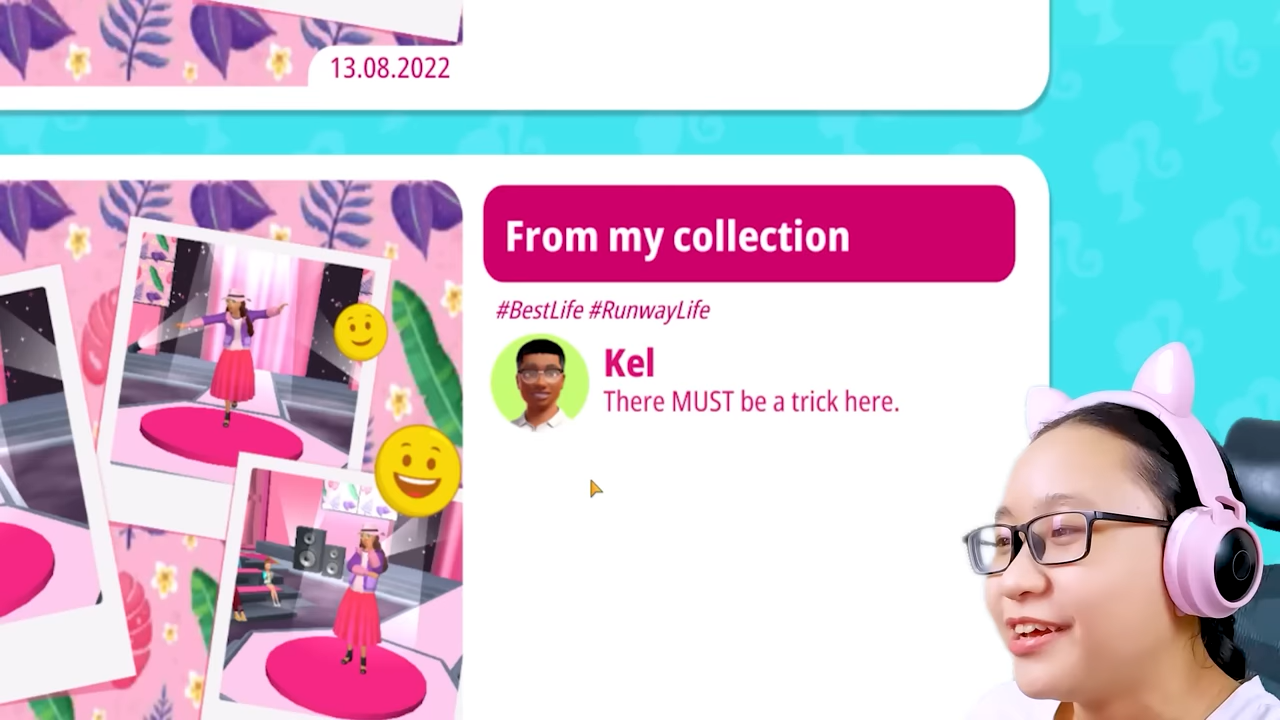 13.08.2022
From my collection
#BestLife #RunwayLife
Kel
There MUST be a trick here.